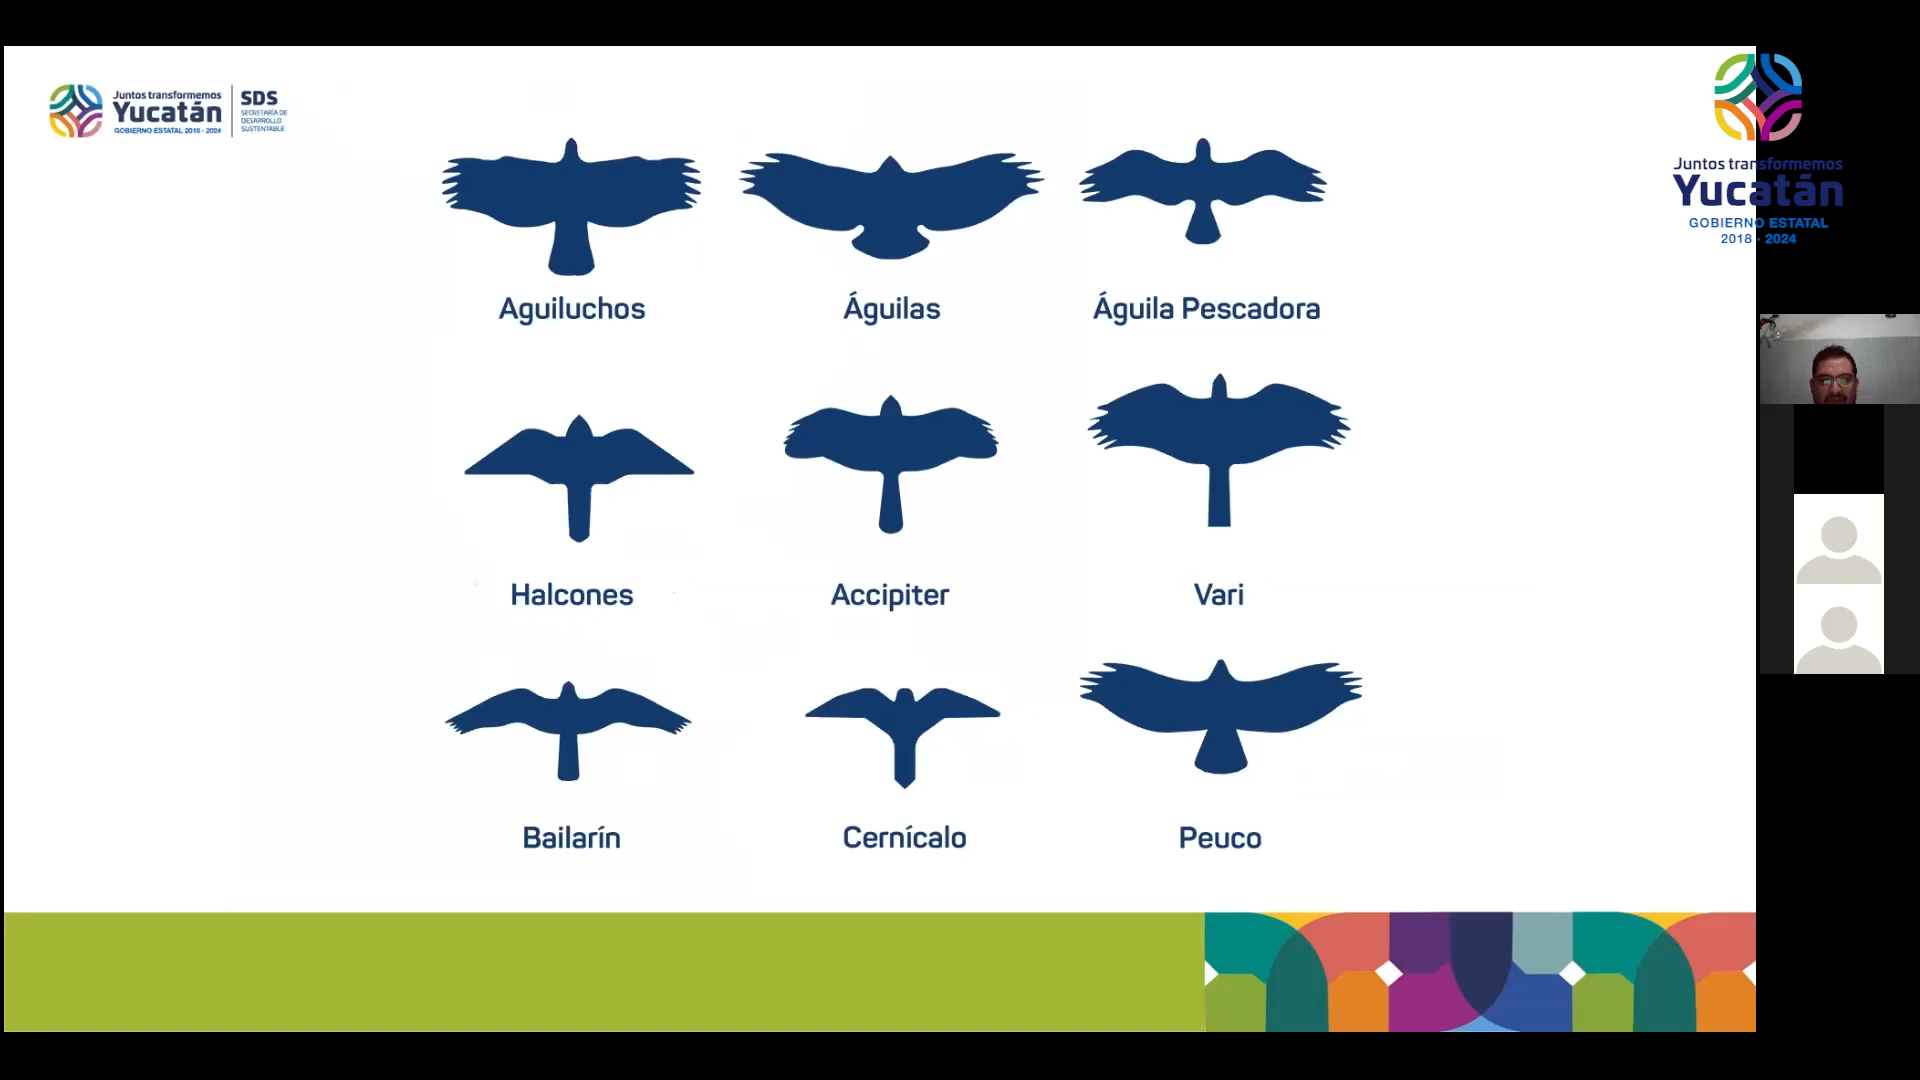 Juntos transformemos
Yucatán
GOBIERNO ESTATAL 2018 - 2024
SDS
SECRETARÍA DE
DESARROLLO
SUSTENTABLE
Juntos transformemos
Yucatán
GOBIERNO ESTATAL
2018 - 2024
Aguiluchos
Águilas
Águila Pescadora
Halcones
Accipiter
Vari
Bailarín
Cernícalo
Peuco